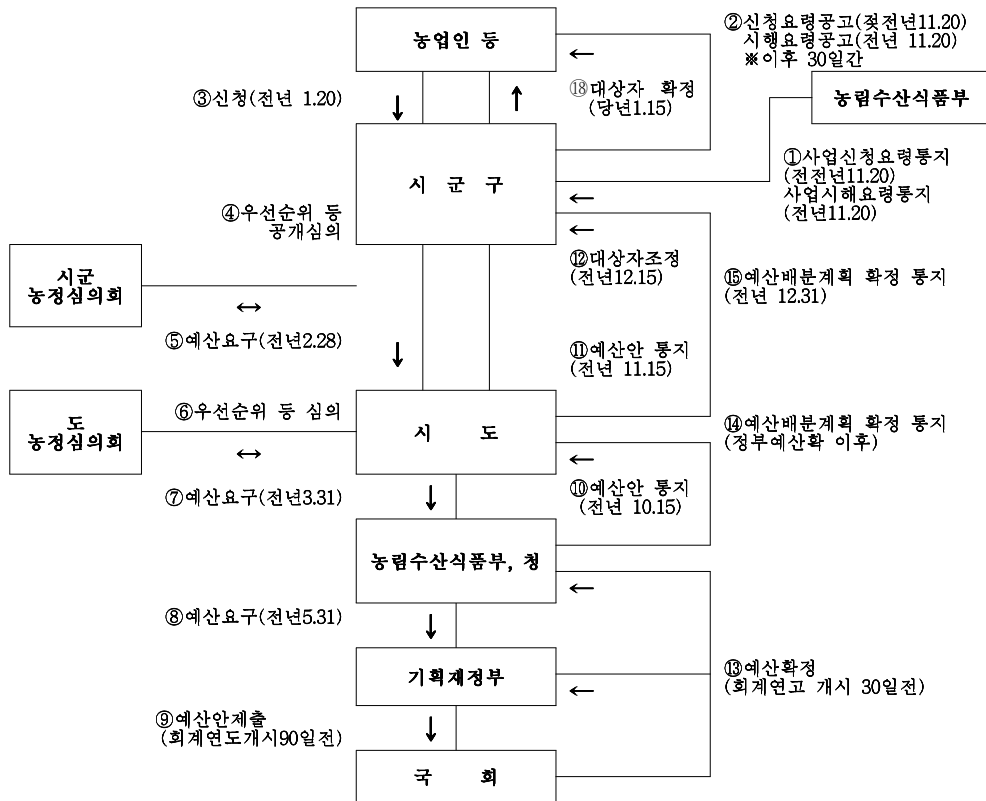 농업인 등
②신청요령공고(젖전년11.20)
시행요령공고(전년 11.20)
※이후 30일간
③신청(전년 1.20)
⑱대상자 확정
(당년1.15)
농림수산식품부
시 군 구
①사업신청요령통지
(전전년11.20)
사업시해요령통지
(전년11.20)
④우선순위 등
공개심의
시군
농정심의회
⑫대상자조정
(전년12.15)
⑮예산배분계획 확정 통지
(전년 12.31)
⑤예산요구(전년2.28)
⑪예산안 통지
(전년 11.15)
도
농정심의회
⑥우선순위 등 심의
시 도
⑭예산배분계획 확정 통지
(정부예산확 이후)
⑦예산요구(전년3.31)
⑩예산안 통지
(전년 10.15)
농림수산식품부, 청
⑧예산요구(전년5.31)
기획재정부
⑬예산확정
(회계연고 개시 30일전)
⑨예산안제출
(회계연도개시90일전)
국 회